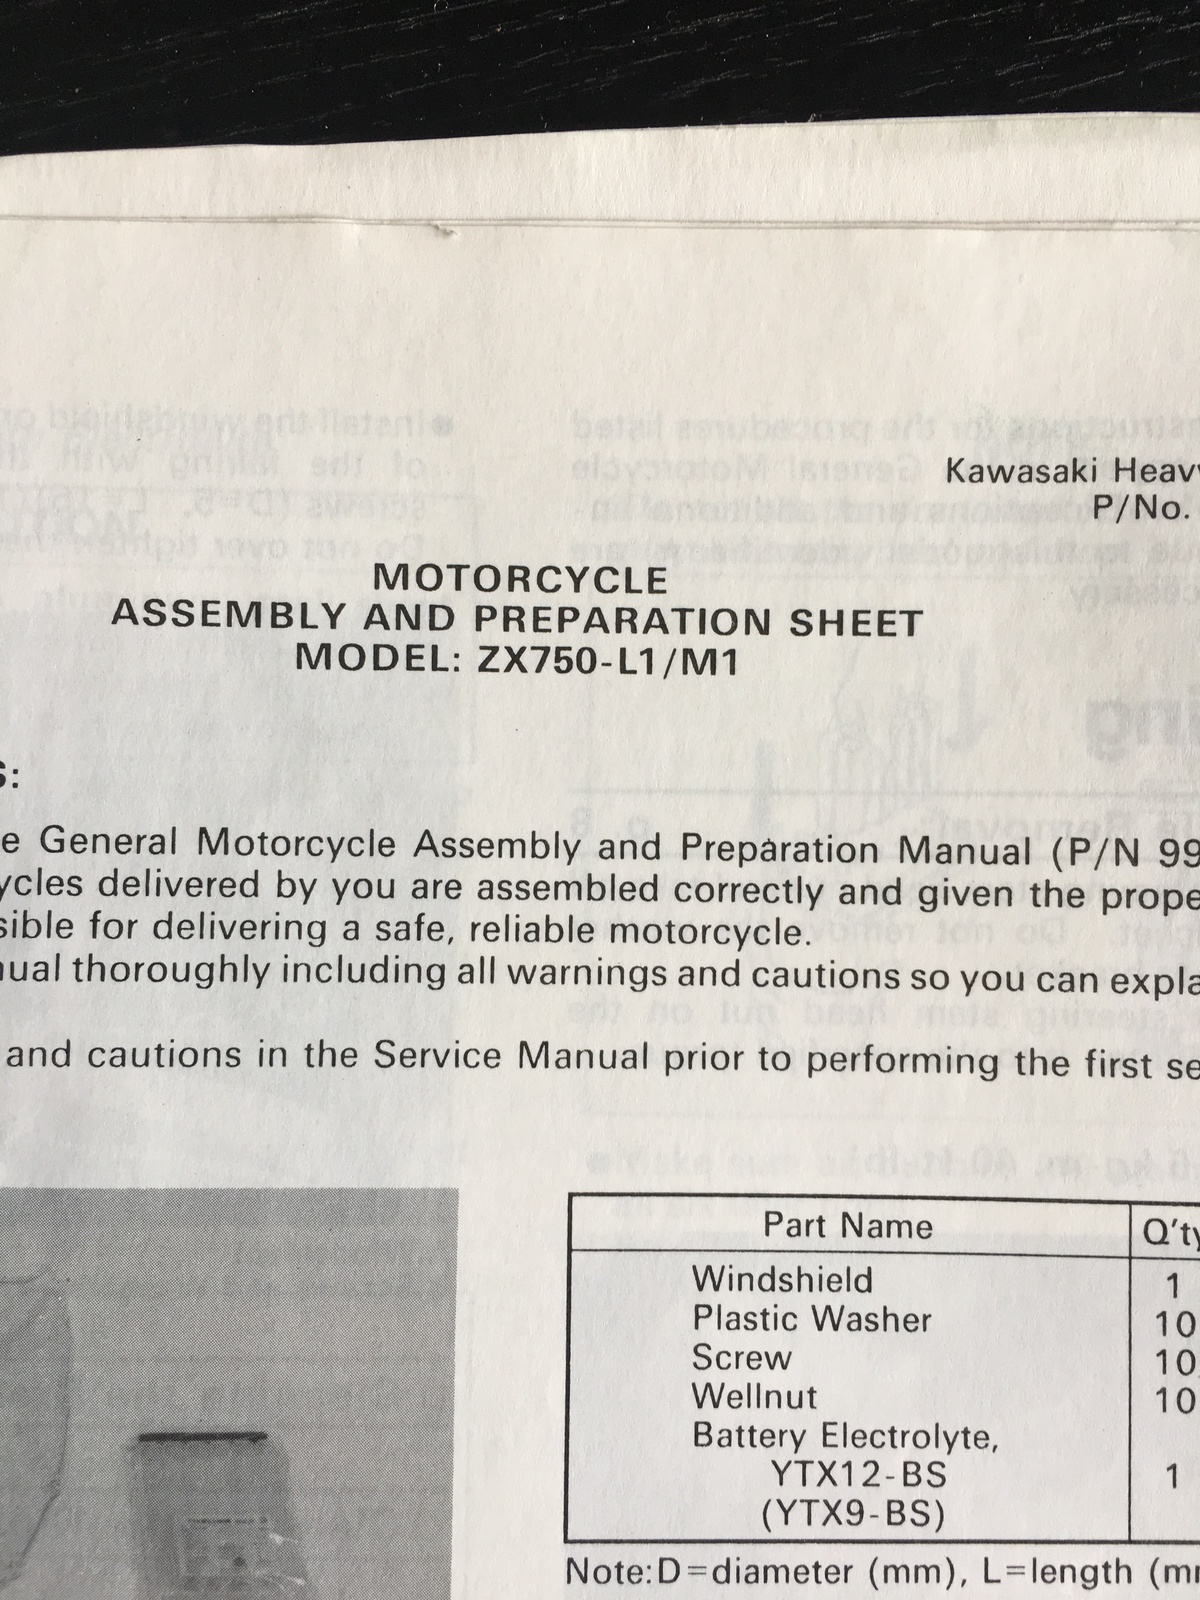 Kawasaki Heav
P/No.
MOTORCYCLE
ASSEMBLY AND PREPARATION SHEET
MODEL: ZX750-L1/M1
S:
e General Motorcycle Assembly and Preparation Manual (P/N 99
ycles delivered by you are assembled correctly and given the prope
sible for delivering a safe, reliable motorcycle.
ual thoroughly including all warnings and cautions so you can expla
and cautions in the Service Manual prior to performing the first se
Part Name Q'ty
Windshield 1
Plastic Washer 10
Screw 10
Wellnut 10
Battery Electrolyte,
YTX12-BS 1
(YTX9-BS)
Note: D=diameter (mm), L=length (mm